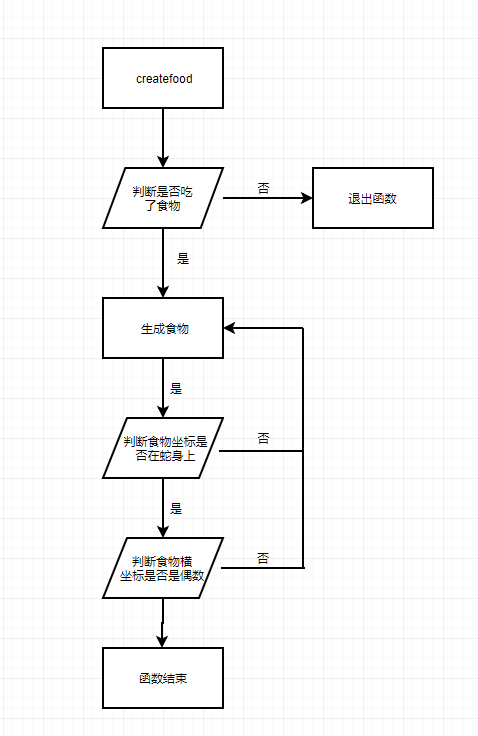 createfood
判断是否吃
了食物
否
退出函数
是
生成食物
是
判断食物坐标是
否在蛇身上
否
是
判断食物横
坐标是否是偶数
否
函数结束